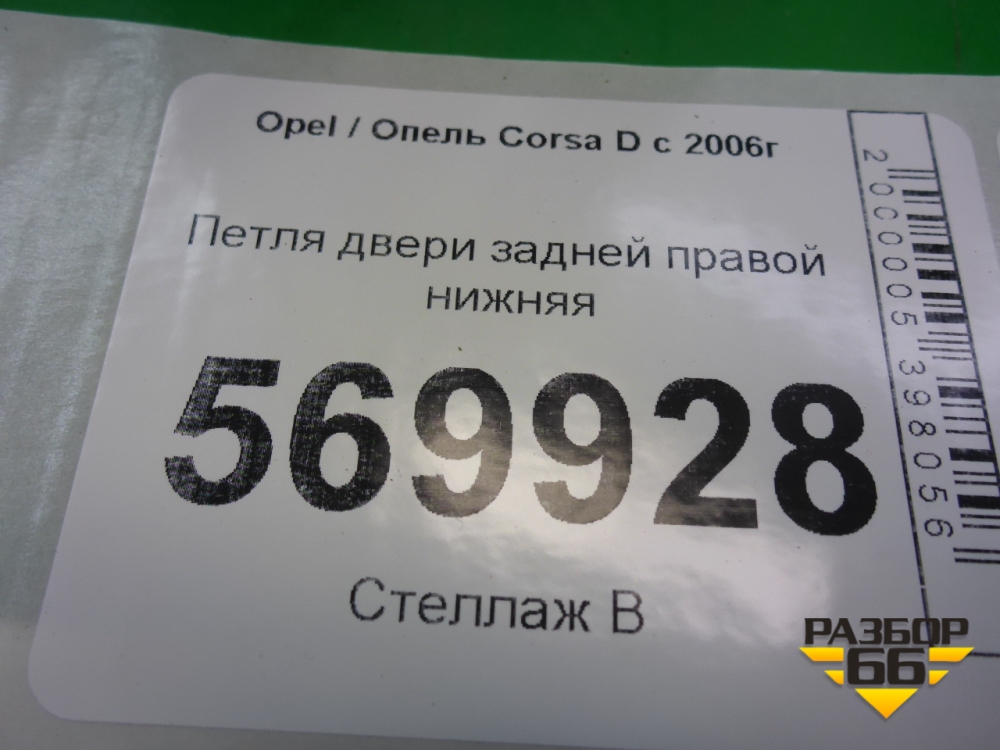 Opel / Опель Corsa D с 2006г
Петля двери задней правой
нижняя
569928
Стеллаж В
2000005398056
РАЗБОР
66